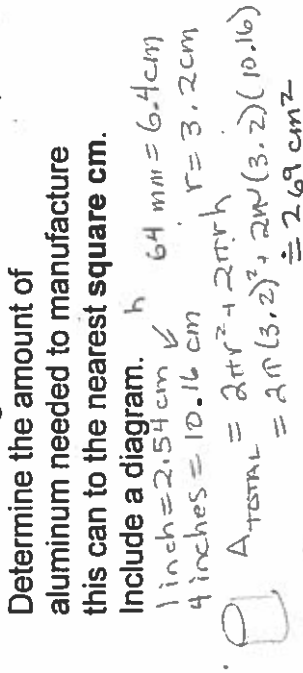 Determine the amount of
aluminum needed to manufacture
this can to the nearest square cm.
Include a diagram. h
1 inch = 2.54 cm ↙ 64 mm = 6.4 cm
4 inches = 10.16 cm r = 3.2 cm
A TOTAL = 2πr² + 2πrh
= 2π(3.2)² + 2π(3.2)(10.16)
≐ 269 cm²